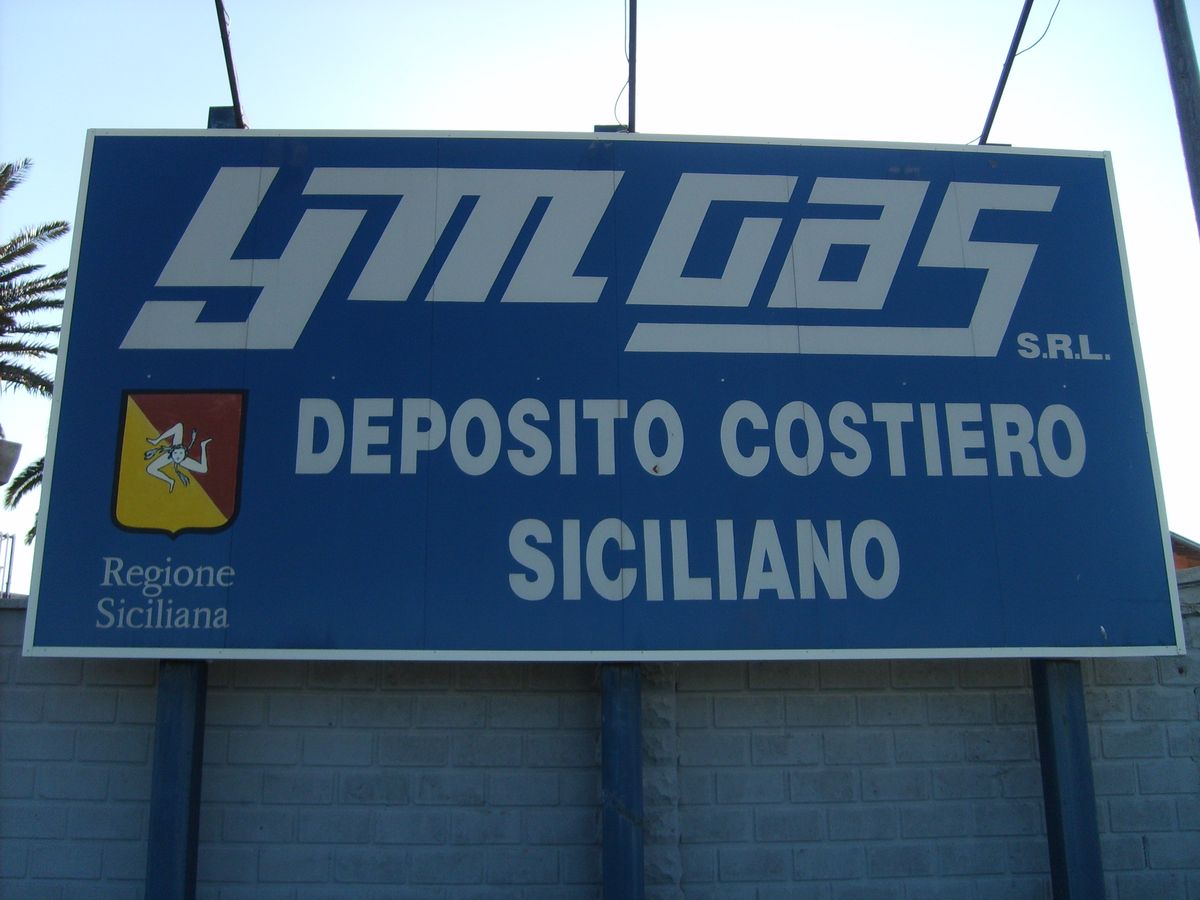 ymgas
S.R.L.
DEPOSITO COSTIERO
SICILIANO
Regione
Siciliana